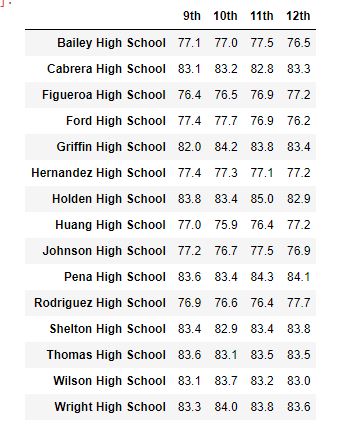 ]:
9th 10th 11th 12th
Bailey High School 77.1 77.0 77.5 76.5
Cabrera High School 83.1 83.2 82.8 83.3
Figueroa High School 76.4 76.5 76.9 77.2
Ford High School 77.4 77.7 76.9 76.2
Griffin High School 82.0 84.2 83.8 83.4
Hernandez High School 77.4 77.3 77.1 77.2
Holden High School 83.8 83.4 85.0 82.9
Huang High School 77.0 75.9 76.4 77.2
Johnson High School 77.2 76.7 77.5 76.9
Pena High School 83.6 83.4 84.3 84.1
Rodriguez High School 76.9 76.6 76.4 77.7
Shelton High School 83.4 82.9 83.4 83.8
Thomas High School 83.6 83.1 83.5 83.5
Wilson High School 83.1 83.7 83.2 83.0
Wright High School 83.3 84.0 83.8 83.6